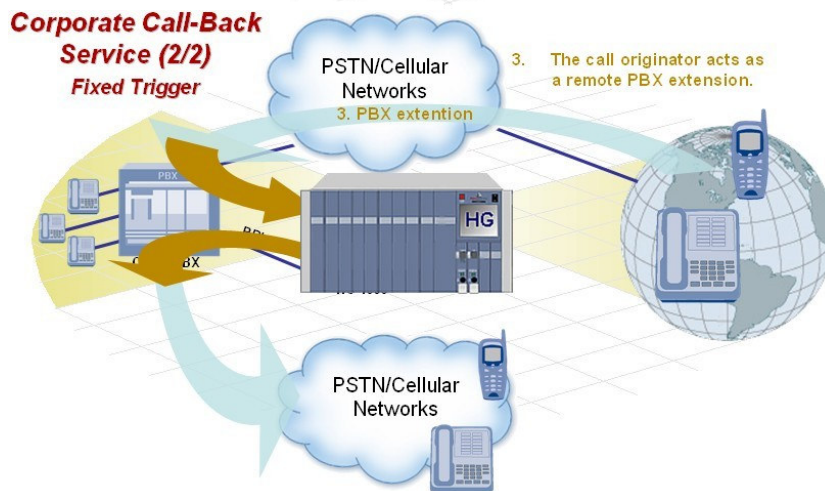 Corporate Call-Back
Service (2/2)
Fixed Trigger
PSTN/Cellular
Networks
3. PBX extention
3. The call originator acts as
a remote PBX extension.
PBX
HG
PBX
PSTN/Cellular
Networks